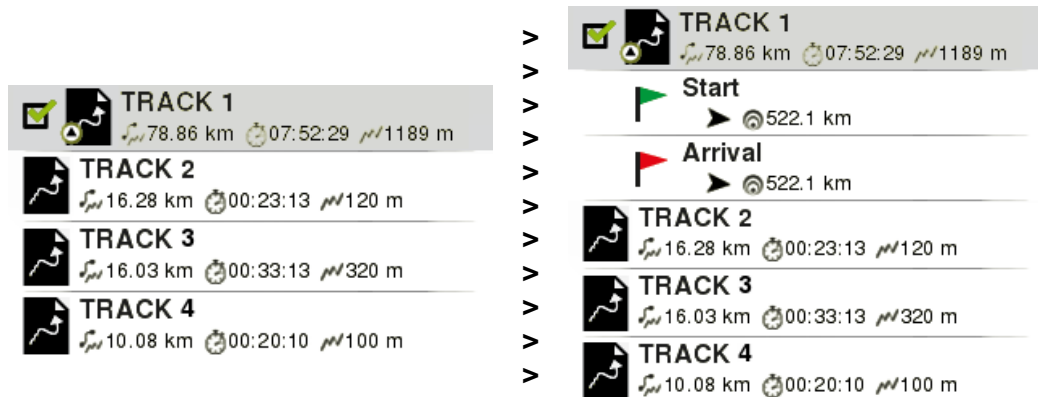 TRACK 1
78.86 km 07:52:29 1189 m
TRACK 2
16.28 km 00:23:13 120 m
TRACK 3
16.03 km 00:33:13 320 m
TRACK 4
10.08 km 00:20:10 100 m
>
>
>
>
>
>
>
>
>
>
>
TRACK 1
78.86 km 07:52:29 1189 m
Start
522.1 km
Arrival
522.1 km
TRACK 2
16.28 km 00:23:13 120 m
TRACK 3
16.03 km 00:33:13 320 m
TRACK 4
10.08 km 00:20:10 100 m